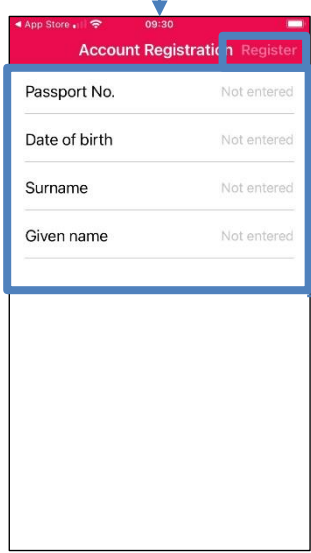 App Store 09:30
Account Registration Register
Passport No. Not entered
Date of birth Not entered
Surname Not entered
Given name Not entered